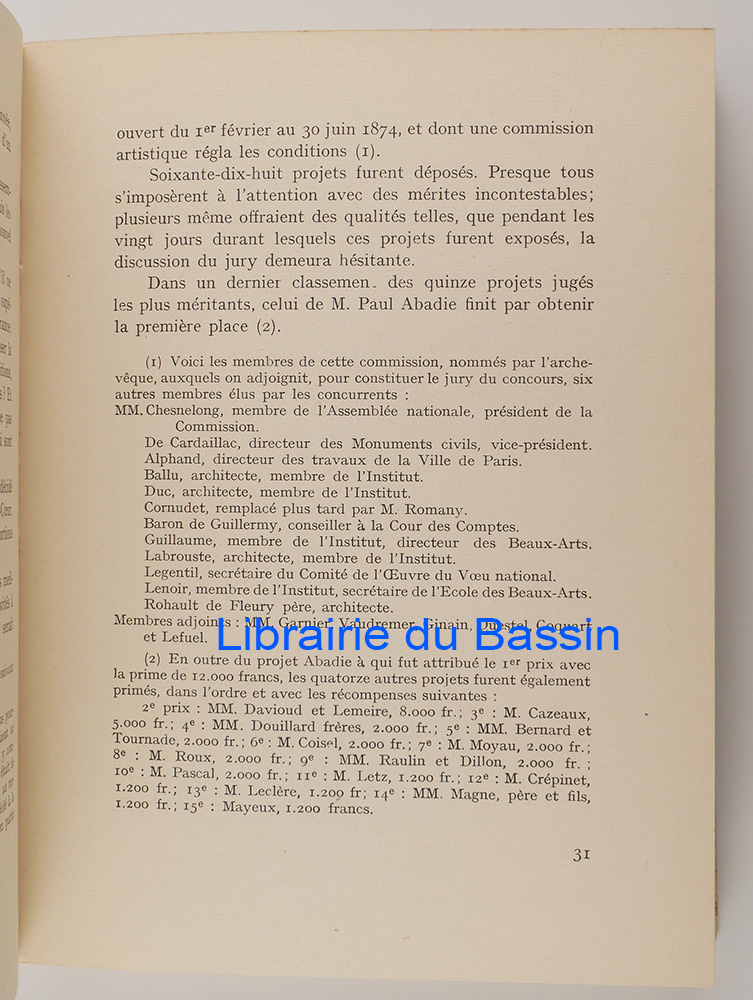 ouvert du 1er février au 30 juin 1874, et dont une commission
artistique régla les conditions (1).
Soixante-dix-huit projets furent déposés. Presque tous
s'imposèrent à l'attention avec des mérites incontestables;
plusieurs même offraient des qualités telles, que pendant les
vingt jours durant lesquels ces projets furent exposés, la
discussion du jury demeura hésitante.
Dans un dernier classemen. des quinze projets jugés
les plus méritants, celui de M. Paul Abadie finit par obtenir
la première place (2).
(1) Voici les membres de cette commission, nommés par l'arche-
vêque, auxquels on adjoignit, pour constituer le jury du concours, six
autres membres élus par les concurrents :
MM. Chesnelong, membre de l'Assemblée nationale, président de la
Commission.
De Cardaillac, directeur des Monuments civils, vice-président.
Alphand, directeur des travaux de la Ville de Paris.
Ballu, architecte, membre de l'Institut.
Duc, architecte, membre de l'Institut.
Cornudet, remplacé plus tard par M. Romany.
Baron de Guillermy, conseiller à la Cour des Comptes.
Guillaume, membre de l'Institut, directeur des Beaux-Arts.
Labrouste, architecte, membre de l'Institut.
Legentil, secrétaire du Comité de l'Œuvre du Vœu national.
Lenoir, membre de l'Institut, secrétaire de l'Ecole des Beaux-Arts.
Rohault de Fleury père, architecte.
Membres adjoints : MM. Garnier, Vaudremer, Ginain, Questel, Coquart
et Lefuel.
Librairie du Bassin
(2) En outre du projet Abadie à qui fut attribué le 1er prix avec
la prime de 12.000 francs, les quatorze autres projets furent également
primés, dans l'ordre et avec les récompenses suivantes :
2e prix : MM. Davioud et Lemeire, 8.000 fr.; 3e : M. Cazeaux,
5.000 fr.; 4e : MM. Douillard frères, 2.000 fr.; 5e : MM. Bernard et
Tournade, 2.000 fr.; 6e : M. Coisel, 2.000 fr.; 7e : M. Moyau, 2.000 fr.;
8e : M. Roux, 2.000 fr.; 9e : MM. Raulin et Dillon, 2.000 fr. ;
10e : M. Pascal, 2.000 fr.; 11e : M. Letz, 1.200 fr.; 12e : M. Crépinet,
1.200 fr.; 13e : M. Leclère, 1.200 fr; 14e : MM. Magne, père et fils,
1.200 fr.; 15e : Mayeux, 1.200 francs.
31